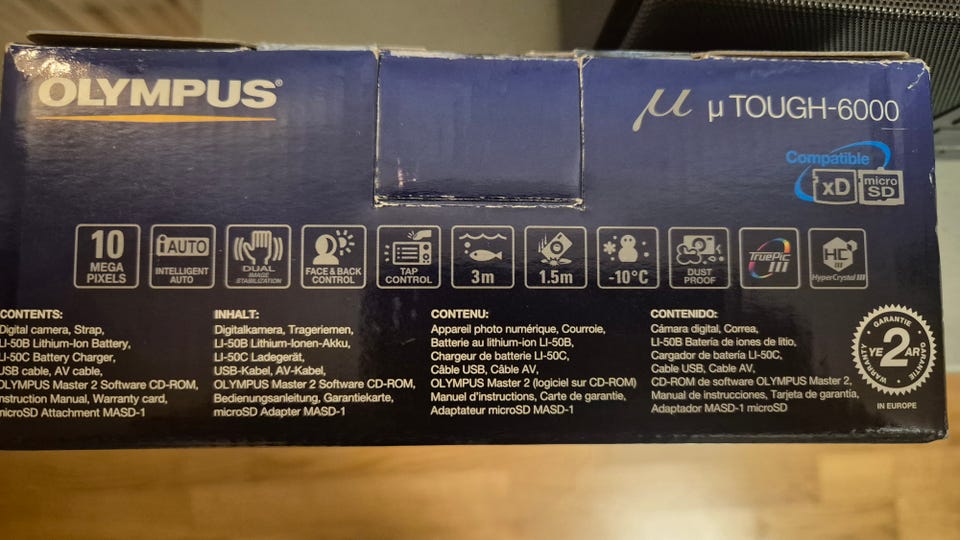 OLYMPUS®
μ μ TOUGH-6000
Compatible
xD micro SD
10 MEGA PIXELS
iAUTO INTELLIGENT AUTO
DUAL IMAGE STABILIZATION
FACE & BACK CONTROL
TAP CONTROL
3m
1.5m
-10°C
DUST PROOF
TruePic III
HC III HyperCrystal III
CONTENTS:
Digital camera, Strap,
LI-50B Lithium-Ion Battery,
LI-50C Battery Charger,
USB cable, AV cable,
OLYMPUS Master 2 Software CD-ROM,
nstruction Manual, Warranty card,
microSD Attachment MASD-1
INHALT:
Digitalkamera, Trageriemen,
LI-50B Lithium-Ionen-Akku,
LI-50C Ladegerät,
USB-Kabel, AV-Kabel,
OLYMPUS Master 2 Software CD-ROM,
Bedienungsanleitung, Garantiekarte,
microSD Adapter MASD-1
CONTENU:
Appareil photo numérique, Courroie,
Batterie au lithium-ion LI-50B,
Chargeur de batterie LI-50C,
Câble USB, Câble AV,
OLYMPUS Master 2 (logiciel sur CD-ROM)
Manuel d'instructions, Carte de garantie,
Adaptateur microSD MASD-1
CONTENIDO:
Cámara digital, Correa,
LI-50B Batería de iones de litio,
Cargador de batería LI-50C,
Cable USB, Cable AV,
CD-ROM de software OLYMPUS Master 2,
Manual de instrucciones, Tarjeta de garantía,
Adaptador MASD-1 microSD
GARANTIE · GARANTIE · WARRANTY
YE2AR
IN EUROPE